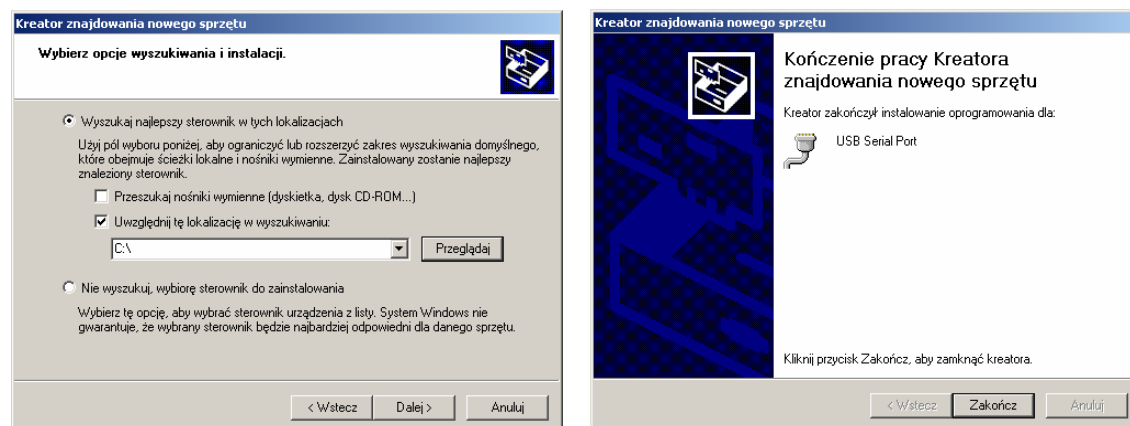 Kreator znajdowania nowego sprzętu
Wybierz opcje wyszukiwania i instalacji.
Wyszukaj najlepszy sterownik w tych lokalizacjach
Użyj pól wyboru poniżej, aby ograniczyć lub rozszerzyć zakres wyszukiwania domyślnego,
które obejmuje ścieżki lokalne i nośniki wymienne. Zainstalowany zostanie najlepszy
znaleziony sterownik.
Przeszukaj nośniki wymienne (dyskietka, dysk CD-ROM...)
Uwzględnij tę lokalizację w wyszukiwaniu:
C:\
Przeglądaj
Nie wyszukuj, wybiorę sterownik do zainstalowania
Wybierz tę opcję, aby wybrać sterownik urządzenia z listy. System Windows nie
gwarantuje, że wybrany sterownik będzie najbardziej odpowiedni dla danego sprzętu.
< Wstecz
Dalej >
Anuluj
Kreator znajdowania nowego sprzętu
Kończenie pracy Kreatora
znajdowania nowego sprzętu
Kreator zakończył instalowanie oprogramowania dla:
USB Serial Port
Kliknij przycisk Zakończ, aby zamknąć kreatora.
< Wstecz
Zakończ
Anuluj